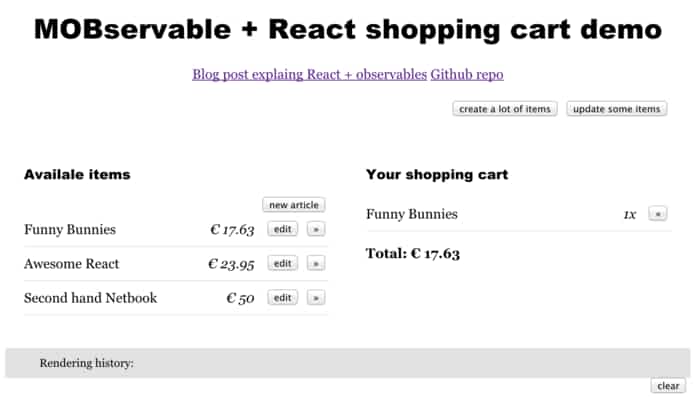 MOBservable + React shopping cart demo
Blog post explaing React + observables Github repo
create a lot of items update some items
Availale items
new article
Funny Bunnies € 17.63 edit »
Awesome React € 23.95 edit »
Second hand Netbook € 50 edit »
Your shopping cart
Funny Bunnies 1x «
Total: € 17.63
Rendering history:
clear